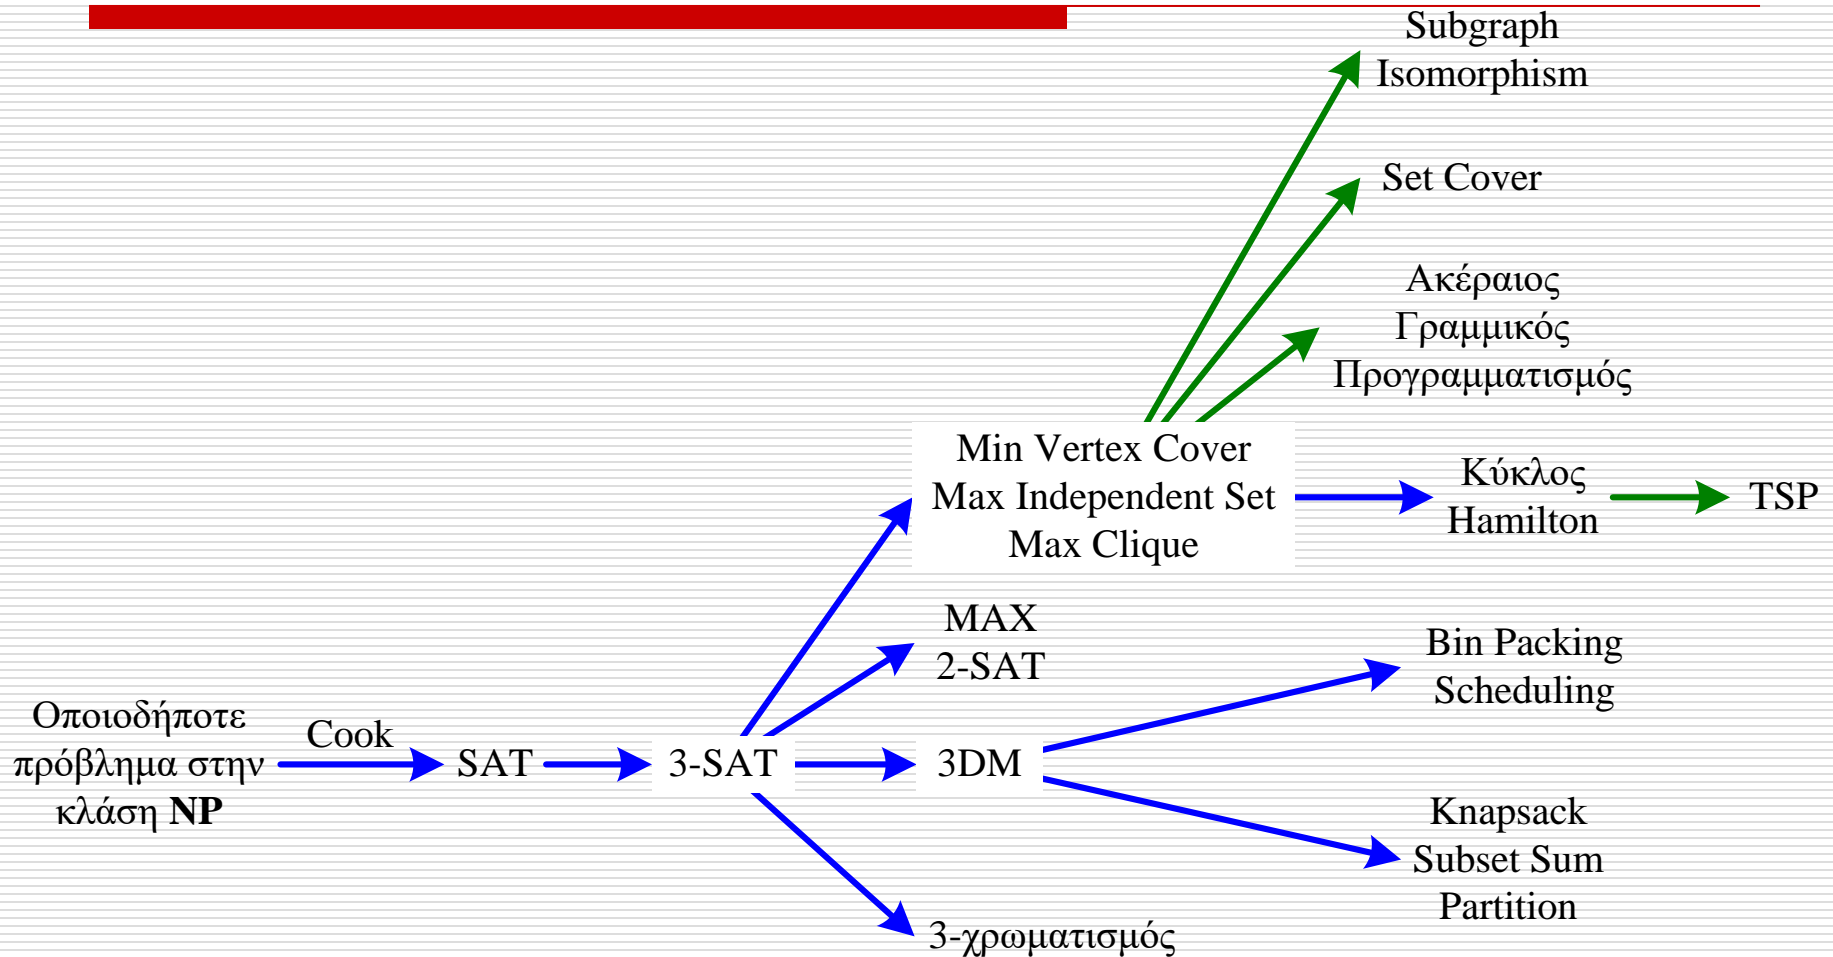 Subgraph
Isomorphism
Set Cover
Ακέραιος
Γραμμικός
Προγραμματισμός
Min Vertex Cover
Max Independent Set
Max Clique
Κύκλος
Hamilton
TSP
MAX
2-SAT
Bin Packing
Scheduling
Οποιοδήποτε
πρόβλημα στην
κλάση NP
Cook
SAT
3-SAT
3DM
Knapsack
Subset Sum
Partition
3-χρωματισμός